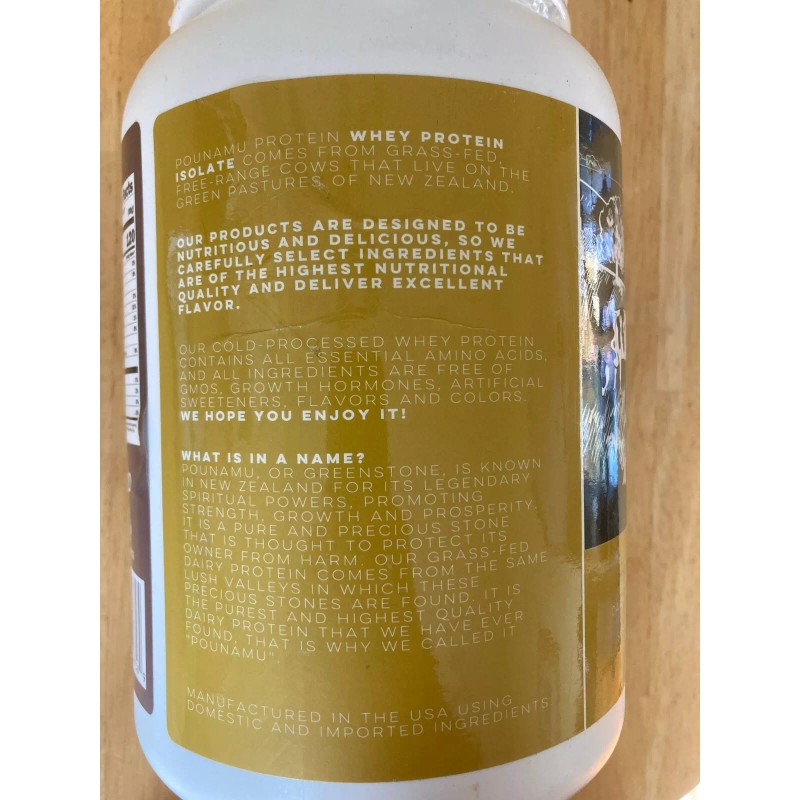 POUNAMU PROTEIN WHEY PROTEIN
ISOLATE COMES FROM GRASS-FED,
FREE-RANGE COWS THAT LIVE ON THE
GREEN PASTURES OF NEW ZEALAND.
OUR PRODUCTS ARE DESIGNED TO BE
NUTRITIOUS AND DELICIOUS, SO WE
CAREFULLY SELECT INGREDIENTS THAT
ARE OF THE HIGHEST NUTRITIONAL
QUALITY AND DELIVER EXCELLENT
FLAVOR.
OUR COLD-PROCESSED WHEY PROTEIN
CONTAINS ALL ESSENTIAL AMINO ACIDS,
AND ALL INGREDIENTS ARE FREE OF
GMOS, GROWTH HORMONES, ARTIFICIAL
SWEETENERS, FLAVORS AND COLORS.
WE HOPE YOU ENJOY IT!
WHAT IS IN A NAME?
POUNAMU, OR GREENSTONE, IS KNOWN
IN NEW ZEALAND FOR ITS LEGENDARY
SPIRITUAL POWERS, PROMOTING
STRENGTH, GROWTH AND PROSPERITY.
IT IS A PURE AND PRECIOUS STONE
THAT IS THOUGHT TO PROTECT ITS
OWNER FROM HARM. OUR GRASS-FED
DAIRY PROTEIN COMES FROM THE SAME
LUSH VALLEYS IN WHICH THESE
PRECIOUS STONES ARE FOUND. IT IS
THE PUREST AND HIGHEST QUALITY
DAIRY PROTEIN THAT WE HAVE EVER
FOUND. THAT IS WHY WE CALLED IT
"POUNAMU".
MANUFACTURED IN THE USA USING
DOMESTIC AND IMPORTED INGREDIENTS
120